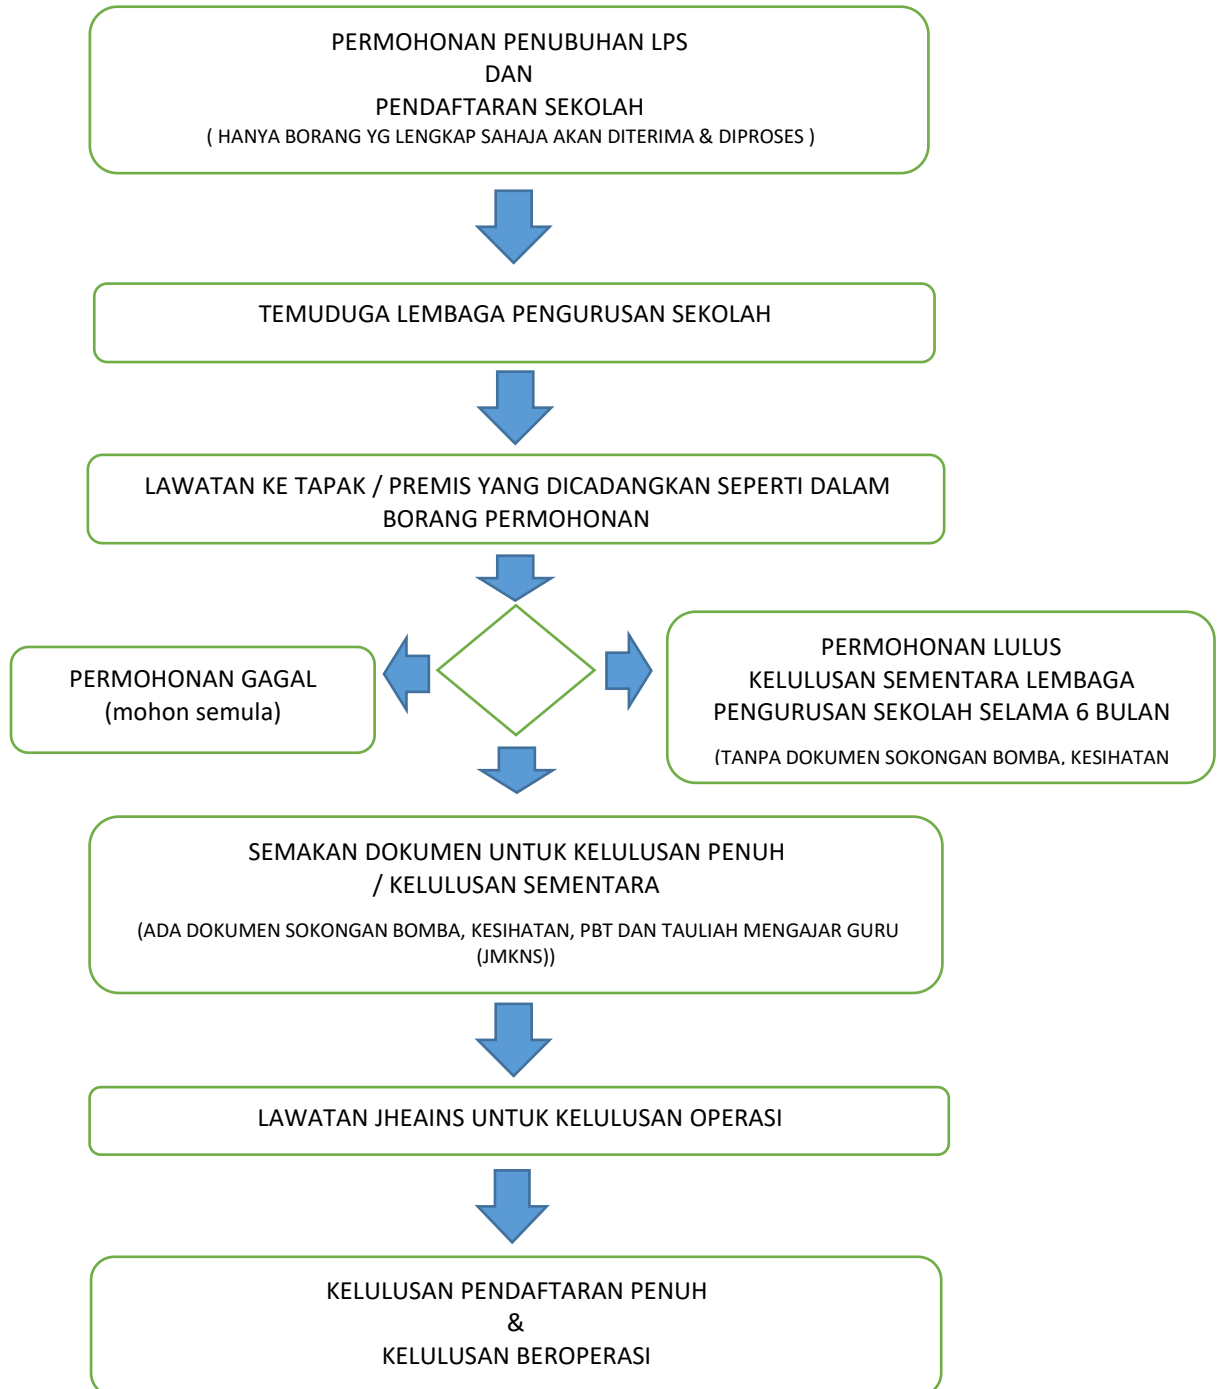 PERMOHONAN PENUBUHAN LPS
DAN
PENDAFTARAN SEKOLAH
( HANYA BORANG YG LENGKAP SAHAJA AKAN DITERIMA & DIPROSES )
TEMUDUGA LEMBAGA PENGURUSAN SEKOLAH
LAWATAN KE TAPAK / PREMIS YANG DICADANGKAN SEPERTI DALAM
BORANG PERMOHONAN
PERMOHONAN GAGAL
(mohon semula)
PERMOHONAN LULUS
KELULUSAN SEMENTARA LEMBAGA
PENGURUSAN SEKOLAH SELAMA 6 BULAN
(TANPA DOKUMEN SOKONGAN BOMBA, KESIHATAN
SEMAKAN DOKUMEN UNTUK KELULUSAN PENUH
/ KELULUSAN SEMENTARA
(ADA DOKUMEN SOKONGAN BOMBA, KESIHATAN, PBT DAN TAULIAH MENGAJAR GURU
(JMKNS))
LAWATAN JHEAINS UNTUK KELULUSAN OPERASI
KELULUSAN PENDAFTARAN PENUH
&
KELULUSAN BEROPERASI